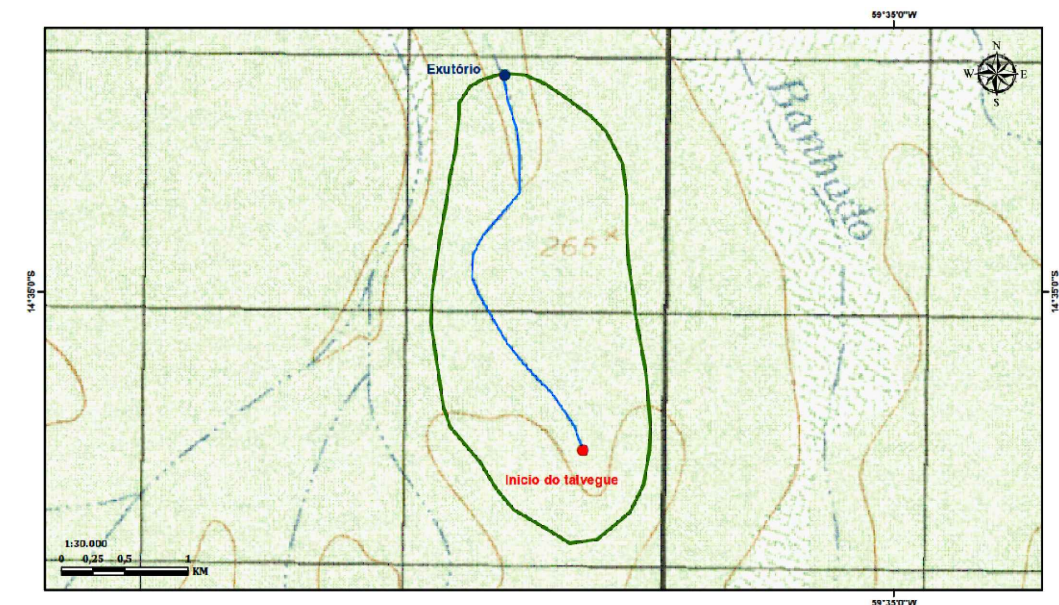 59°35'0"W
N
W E
S
Exutório
Banhado
265
14°35'0"S
14°35'0"S
Inicio do talvegue
1:30.000
0 0,25 0,5 1
KM
59°35'0"W